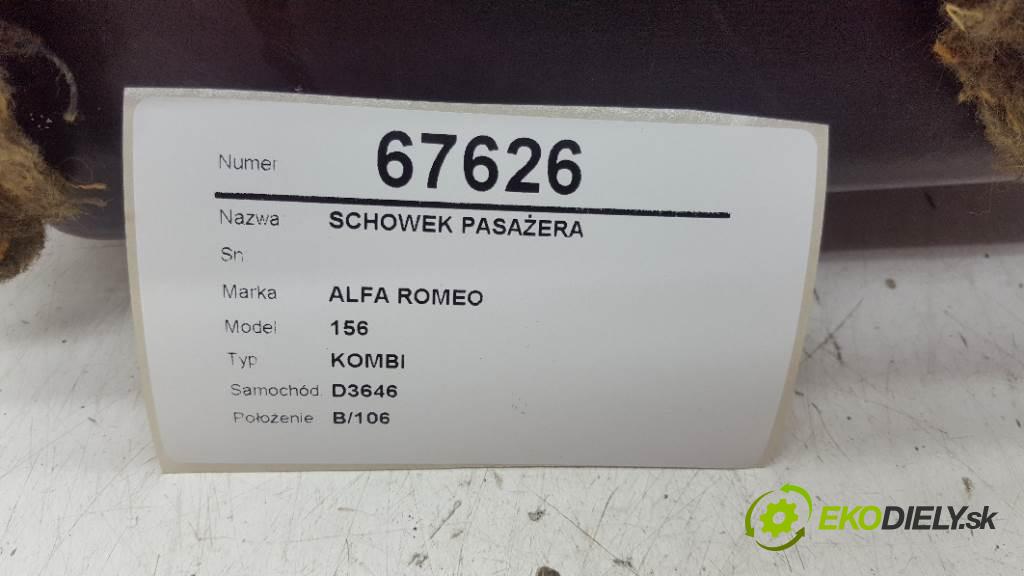 Numer 67626
Nazwa SCHOWEK PASAŻERA
Sn
Marka ALFA ROMEO
Model 156
Typ KOMBI
Samochód D3646
Położenie B/106
EKODIELY.sk